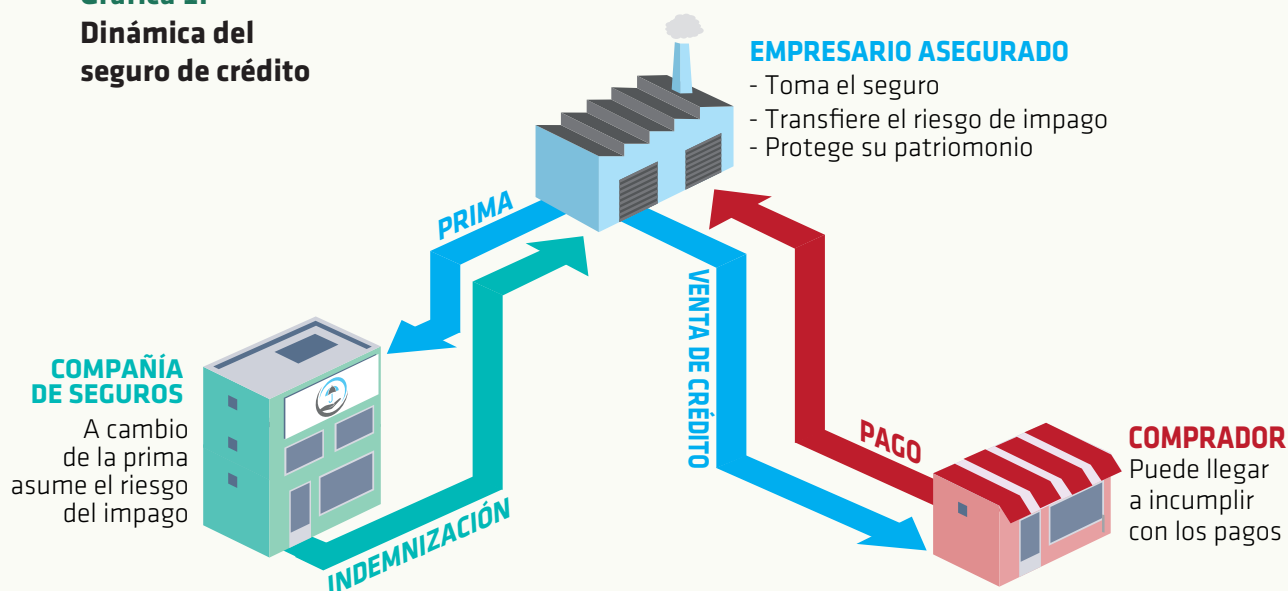 Dinámica del
seguro de crédito
EMPRESARIO ASEGURADO
- Toma el seguro
- Transfiere el riesgo de impago
- Protege su patriomonio
PRIMA
VENTA DE CRÉDITO
PAGO
INDEMNIZACIÓN
COMPAÑÍA
DE SEGUROS
A cambio
de la prima
asume el riesgo
del impago
COMPRADOR
Puede llegar
a incumplir
con los pagos